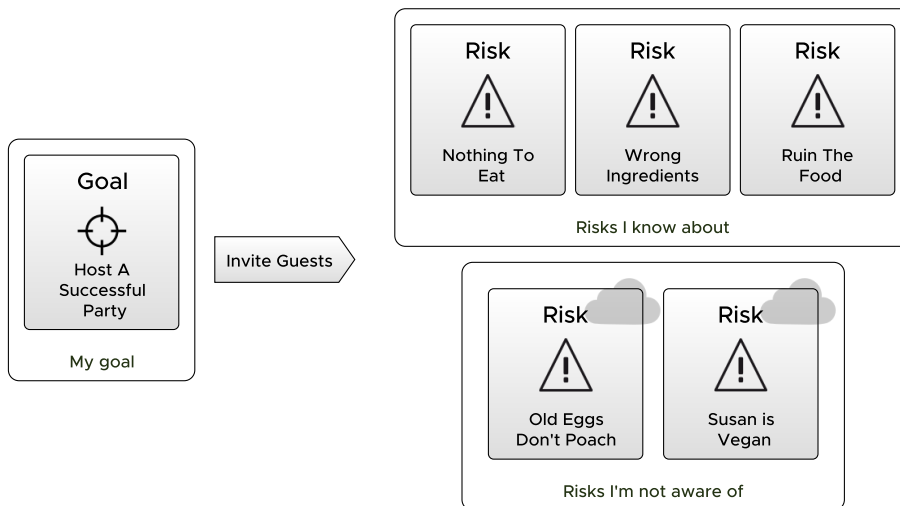 Goal
Host A
Successful
Party
My goal
Invite Guests
Risk
Nothing To
Eat
Risk
Wrong
Ingredients
Risk
Ruin The
Food
Risks I know about
Risk
Old Eggs
Don't Poach
Risk
Susan is
Vegan
Risks I'm not aware of